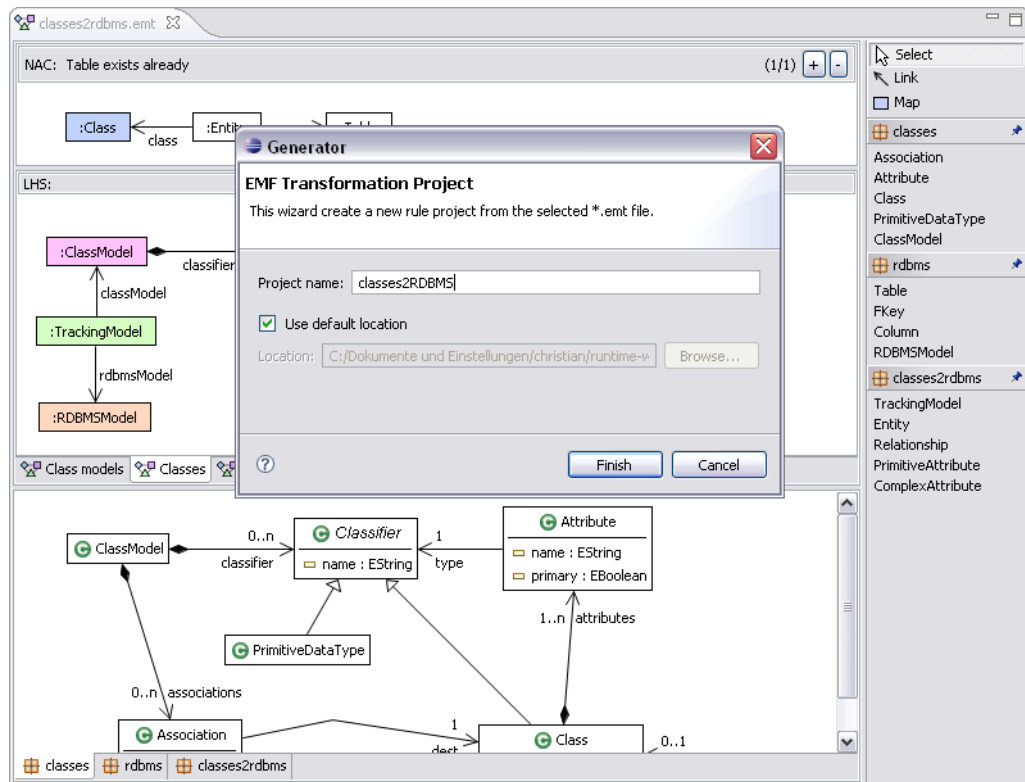 classes2rdbms.emt
NAC: Table exists already
(1/1) + -
:Class
class
LHS:
:ClassModel
classifier
classModel
:TrackingModel
rdbmsModel
:RDBMSModel
Class models
Classes
Generator
EMF Transformation Project
This wizard create a new rule project from the selected *.emt file.
Project name: classes2RDBMS
Use default location
Location: C:/Dokumente und Einstellungen/christian/runtime-w
Browse...
?
Finish
Cancel
ClassModel
0..n
classifier
Classifier
name : EString
1
type
Attribute
name : EString
primary : EBoolean
1..n attributes
PrimitiveDataType
0..n associations
Association
1
dest
Class
0..1
classes
rdbms
classes2rdbms
Select
Link
Map
classes
Association
Attribute
Class
PrimitiveDataType
ClassModel
rdbms
Table
FKey
Column
RDBMSModel
classes2rdbms
TrackingModel
Entity
Relationship
PrimitiveAttribute
ComplexAttribute